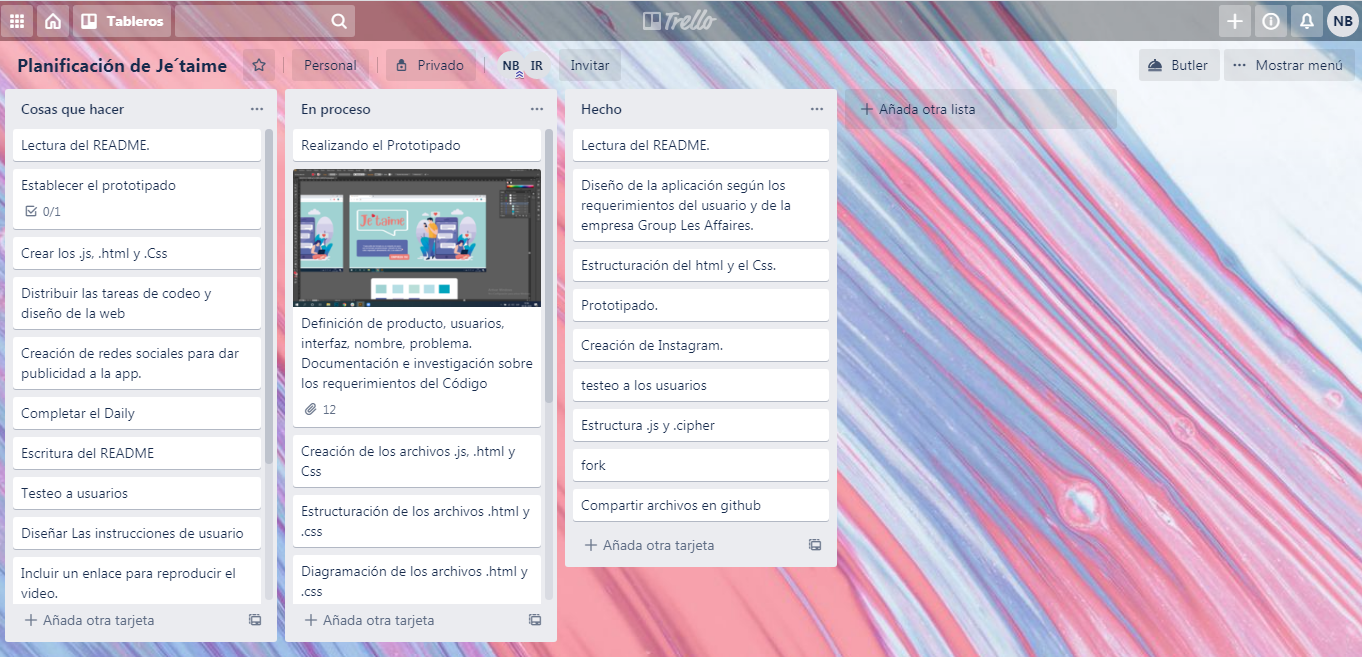 Tableros
Trello
NB
Planificación de Je´taime
Personal
Privado
NB
IR
Invitar
Butler
Mostrar menú
Cosas que hacer
Lectura del README.
Establecer el prototipado
0/1
Crear los .js, .html y .Css
Distribuir las tareas de codeo y
diseño de la web
Creación de redes sociales para dar
publicidad a la app.
Completar el Daily
Escritura del README
Testeo a usuarios
Diseñar Las instrucciones de usuario
Incluir un enlace para reproducir el
video.
Añada otra tarjeta
En proceso
Realizando el Prototipado
Je'taime
Definición de producto, usuarios,
interfaz, nombre, problema.
Documentación e investigación sobre
los requerimientos del Código
12
Creación de los archivos .js, .html y
Css
Estructuración de los archivos .html y
.css
Diagramación de los archivos .html y
.css
Añada otra tarjeta
Hecho
Lectura del README.
Diseño de la aplicación según los
requerimientos del usuario y de la
empresa Group Les Affaires.
Estructuración del html y el Css.
Prototipado.
Creación de Instagram.
testeo a los usuarios
Estructura .js y .cipher
fork
Compartir archivos en github
Añada otra tarjeta
Añada otra lista